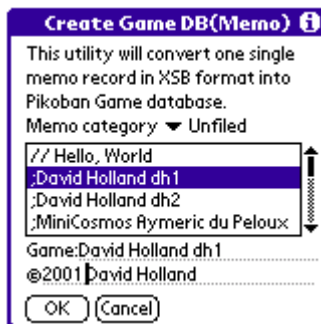 Create Game DB(Memo) i
This utility will convert one single
memo record in XSB format into
Pikoban Game database.
Memo category ▼ Unfiled
// Hello, World
;David Holland dh1
;David Holland dh2
;MiniCosmos Aymeric du Peloux
Game:David Holland dh1
©2001 David Holland
OK Cancel